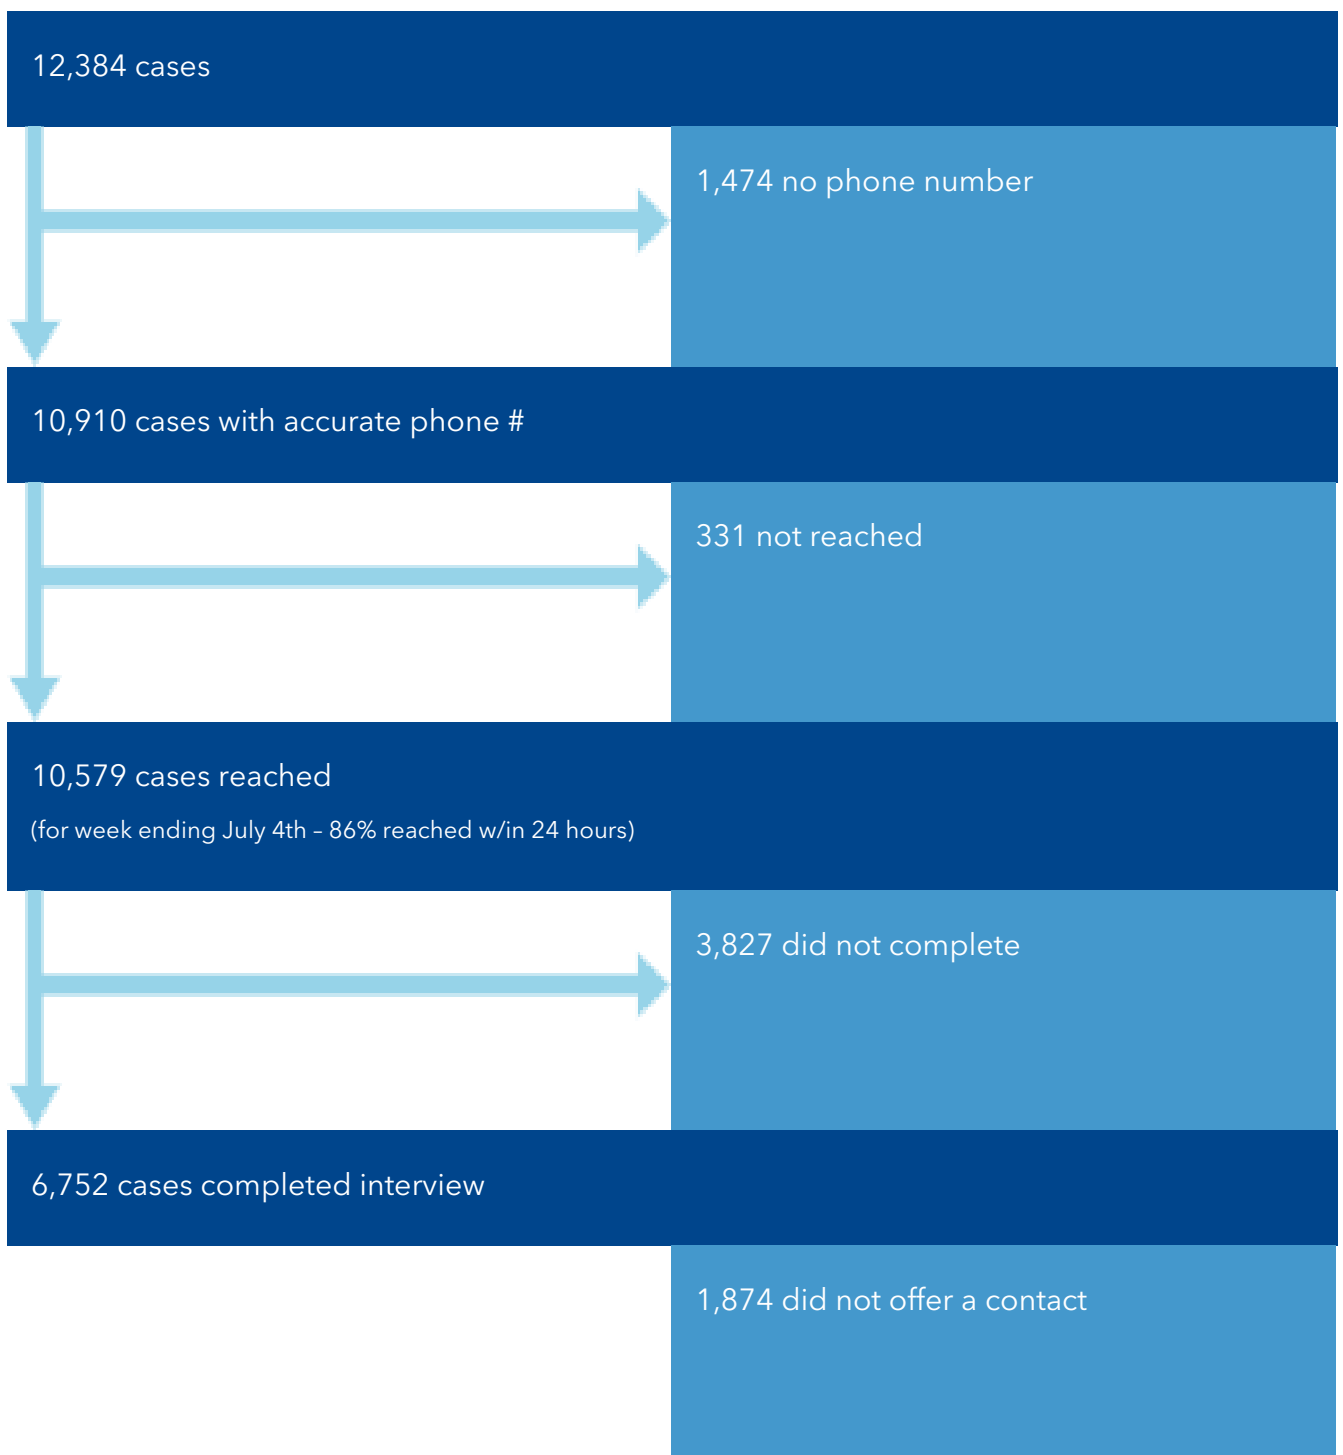 12,384 cases
1,474 no phone number
10,910 cases with accurate phone #
331 not reached
10,579 cases reached
(for week ending July 4th – 86% reached w/in 24 hours)
3,827 did not complete
6,752 cases completed interview
1,874 did not offer a contact